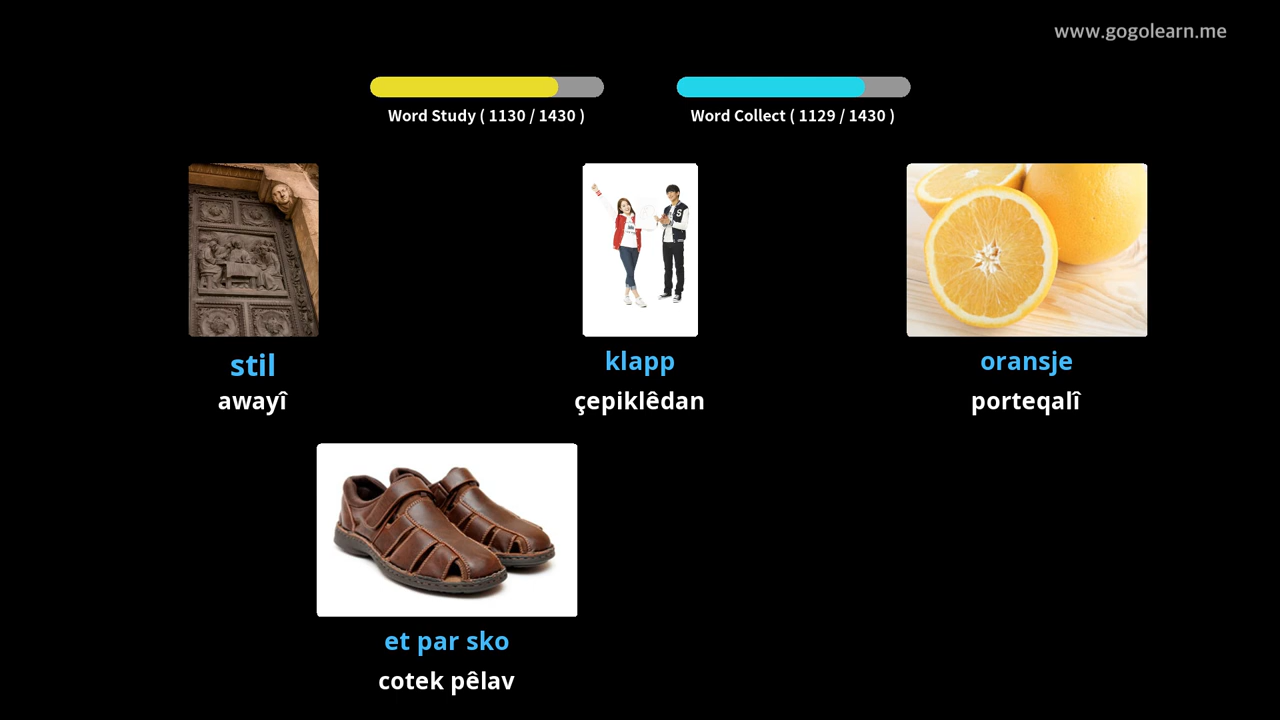 www.gogolearn.me
Word Study ( 1130 / 1430 )
Word Collect ( 1129 / 1430 )
stil
awayî
klapp
çepiklêdan
oransje
porteqalî
et par sko
cotek pêlav